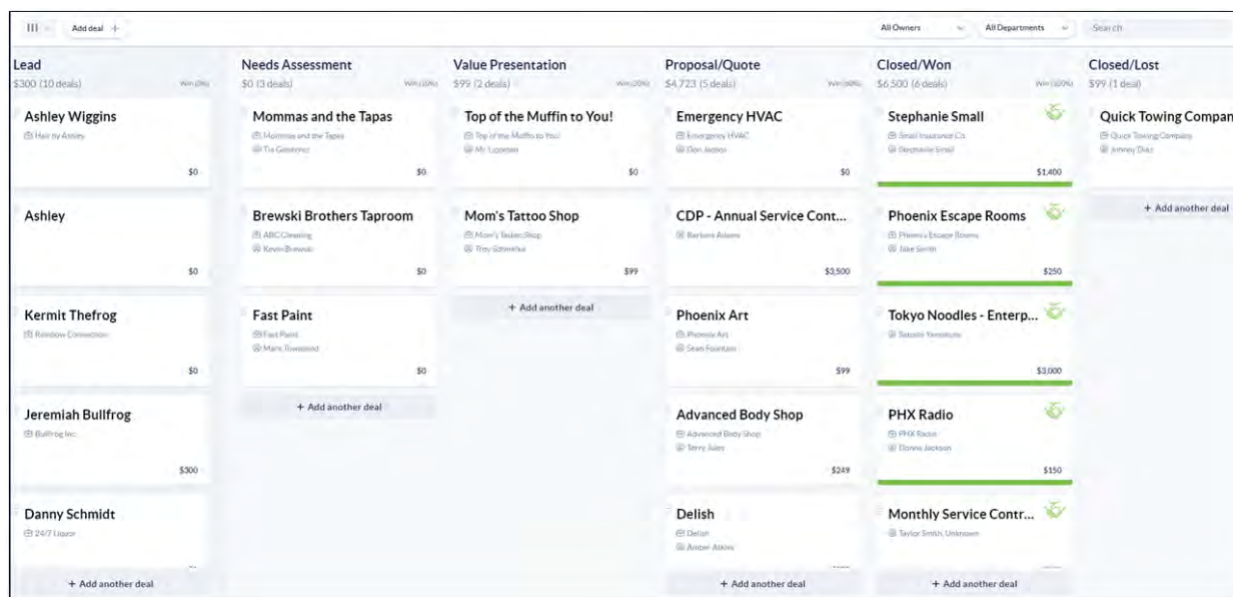 Add deal +
All Owners
All Departments
Search
Lead
$300 (10 deals)
Ashley Wiggins
Hair by Ashley
$0
Ashley
$0
Kermit Thefrog
Rainbow Connection
$0
Jeremiah Bullfrog
Bullfrog Inc.
$300
Danny Schmidt
24/7 Liquor
+ Add another deal
Needs Assessment
$0 (3 deals)
Mommas and the Tapas
Mommas and the Tapas
$0
Brewski Brothers Taproom
ABC Cleaning
Kevin Brewski
$0
Fast Paint
Fast Paint
Mark Townsend
$0
+ Add another deal
Value Presentation
$99 (2 deals)
Top of the Muffin to You!
Top of the Muffin to You!
Mr. Lippman
$0
Mom's Tattoo Shop
Mom's Tattoo Shop
$99
+ Add another deal
Proposal/Quote
$4,723 (5 deals)
Emergency HVAC
Emergency HVAC
$0
CDP - Annual Service Cont...
Barbara Adams
$3,500
Phoenix Art
Phoenix Art
Sean Fountain
$99
Advanced Body Shop
Advanced Body Shop
Terry Jules
$249
Delish
Delish
+ Add another deal
Closed/Won
$6,500 (6 deals)
Win (100%)
Stephanie Small
Small Insurance Co.
Stephanie Small
$1,400
Phoenix Escape Rooms
Phoenix Escape Rooms
Jake Smith
$250
Tokyo Noodles - Enterp...
$3,000
PHX Radio
PHX Radio
Donna Jackson
$150
Monthly Service Contr...
Taylor Smith, Unknown
+ Add another deal
Closed/Lost
$99 (1 deal)
Quick Towing Compan
Quick Towing Company
Johnny Diaz
+ Add another deal